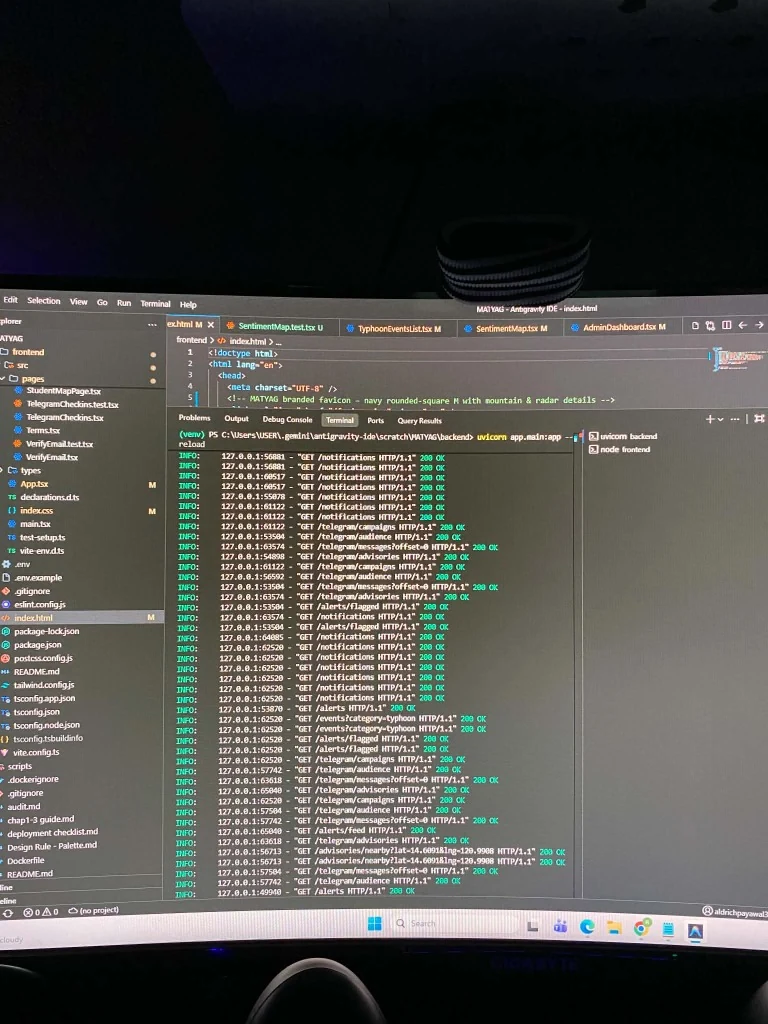 Edit Selection View Go Run Terminal Help
MATYAG - Antigravity IDE - index.html
plorer ...
ex.html M × SentimentMap.test.tsx U TyphoonEventsList.tsx M SentimentMap.tsx M AdminDashboard.tsx M
ATYAG
frontend
src
pages
StudentMapPage.tsx
TelegramCheckins.test.tsx
TelegramCheckins.tsx
Terms.tsx
VerifyEmail.test.tsx
VerifyEmail.tsx
types
App.tsx M
declarations.d.ts
index.css M
main.tsx
test-setup.ts
vite-env.d.ts
.env
.env.example
.gitignore
eslint.config.js
index.html M
package-lock.json
package.json
postcss.config.js
README.md
tailwind.config.js
tsconfig.app.json
tsconfig.json
tsconfig.node.json
tsconfig.tsbuildinfo
vite.config.ts
scripts
.dockerignore
.gitignore
audit.md
chap1-3 guide.md
deployment checklist.md
Design Rule - Palette.md
Dockerfile
README.md
line
eline
frontend > index.html > ...
1 <!doctype html>
2 <html lang="en">
3 <head>
4 <meta charset="UTF-8" />
5 <!-- MATYAG branded favicon – navy rounded-square M with mountain & radar details -->
Problems Output Debug Console Terminal Ports Query Results
(venv) PS C:\Users\USER\.gemini\antigravity-ide\scratch\MATYAG\backend> uvicorn app.main:app --
reload
INFO: 127.0.0.1:56881 - "GET /notifications HTTP/1.1" 200 OK
INFO: 127.0.0.1:56881 - "GET /notifications HTTP/1.1" 200 OK
INFO: 127.0.0.1:60517 - "GET /notifications HTTP/1.1" 200 OK
INFO: 127.0.0.1:60517 - "GET /notifications HTTP/1.1" 200 OK
INFO: 127.0.0.1:55078 - "GET /notifications HTTP/1.1" 200 OK
INFO: 127.0.0.1:61122 - "GET /notifications HTTP/1.1" 200 OK
INFO: 127.0.0.1:61122 - "GET /notifications HTTP/1.1" 200 OK
INFO: 127.0.0.1:61122 - "GET /telegram/campaigns HTTP/1.1" 200 OK
INFO: 127.0.0.1:53504 - "GET /telegram/audience HTTP/1.1" 200 OK
INFO: 127.0.0.1:63574 - "GET /telegram/messages?offset=0 HTTP/1.1" 200 OK
INFO: 127.0.0.1:54898 - "GET /telegram/advisories HTTP/1.1" 200 OK
INFO: 127.0.0.1:61122 - "GET /telegram/campaigns HTTP/1.1" 200 OK
INFO: 127.0.0.1:56592 - "GET /telegram/audience HTTP/1.1" 200 OK
INFO: 127.0.0.1:53504 - "GET /telegram/messages?offset=0 HTTP/1.1" 200 OK
INFO: 127.0.0.1:63574 - "GET /telegram/advisories HTTP/1.1" 200 OK
INFO: 127.0.0.1:53504 - "GET /alerts/flagged HTTP/1.1" 200 OK
INFO: 127.0.0.1:63574 - "GET /notifications HTTP/1.1" 200 OK
INFO: 127.0.0.1:53504 - "GET /alerts/flagged HTTP/1.1" 200 OK
INFO: 127.0.0.1:64085 - "GET /notifications HTTP/1.1" 200 OK
INFO: 127.0.0.1:62520 - "GET /notifications HTTP/1.1" 200 OK
INFO: 127.0.0.1:62520 - "GET /notifications HTTP/1.1" 200 OK
INFO: 127.0.0.1:62520 - "GET /notifications HTTP/1.1" 200 OK
INFO: 127.0.0.1:62520 - "GET /notifications HTTP/1.1" 200 OK
INFO: 127.0.0.1:62520 - "GET /notifications HTTP/1.1" 200 OK
INFO: 127.0.0.1:62520 - "GET /notifications HTTP/1.1" 200 OK
INFO: 127.0.0.1:53870 - "GET /alerts HTTP/1.1" 200 OK
INFO: 127.0.0.1:62520 - "GET /events?category=typhoon HTTP/1.1" 200 OK
INFO: 127.0.0.1:62520 - "GET /events?category=typhoon HTTP/1.1" 200 OK
INFO: 127.0.0.1:62520 - "GET /alerts/flagged HTTP/1.1" 200 OK
INFO: 127.0.0.1:62520 - "GET /alerts/flagged HTTP/1.1" 200 OK
INFO: 127.0.0.1:62520 - "GET /telegram/campaigns HTTP/1.1" 200 OK
INFO: 127.0.0.1:57742 - "GET /telegram/audience HTTP/1.1" 200 OK
INFO: 127.0.0.1:63618 - "GET /telegram/messages?offset=0 HTTP/1.1" 200 OK
INFO: 127.0.0.1:65040 - "GET /telegram/advisories HTTP/1.1" 200 OK
INFO: 127.0.0.1:62520 - "GET /telegram/campaigns HTTP/1.1" 200 OK
INFO: 127.0.0.1:57504 - "GET /telegram/audience HTTP/1.1" 200 OK
INFO: 127.0.0.1:57742 - "GET /telegram/messages?offset=0 HTTP/1.1" 200 OK
INFO: 127.0.0.1:65040 - "GET /alerts/feed HTTP/1.1" 200 OK
INFO: 127.0.0.1:63618 - "GET /telegram/advisories HTTP/1.1" 200 OK
INFO: 127.0.0.1:56713 - "GET /advisories/nearby?lat=14.6091&lng=120.9908 HTTP/1.1" 200 OK
INFO: 127.0.0.1:56713 - "GET /advisories/nearby?lat=14.6091&lng=120.9908 HTTP/1.1" 200 OK
INFO: 127.0.0.1:57504 - "GET /telegram/messages?offset=0 HTTP/1.1" 200 OK
INFO: 127.0.0.1:57742 - "GET /telegram/audience HTTP/1.1" 200 OK
INFO: 127.0.0.1:49940 - "GET /alerts HTTP/1.1" 200 OK
uvicorn backend
node frontend
0 0 (no project)
aldrichpayawal3
cloudy
Search